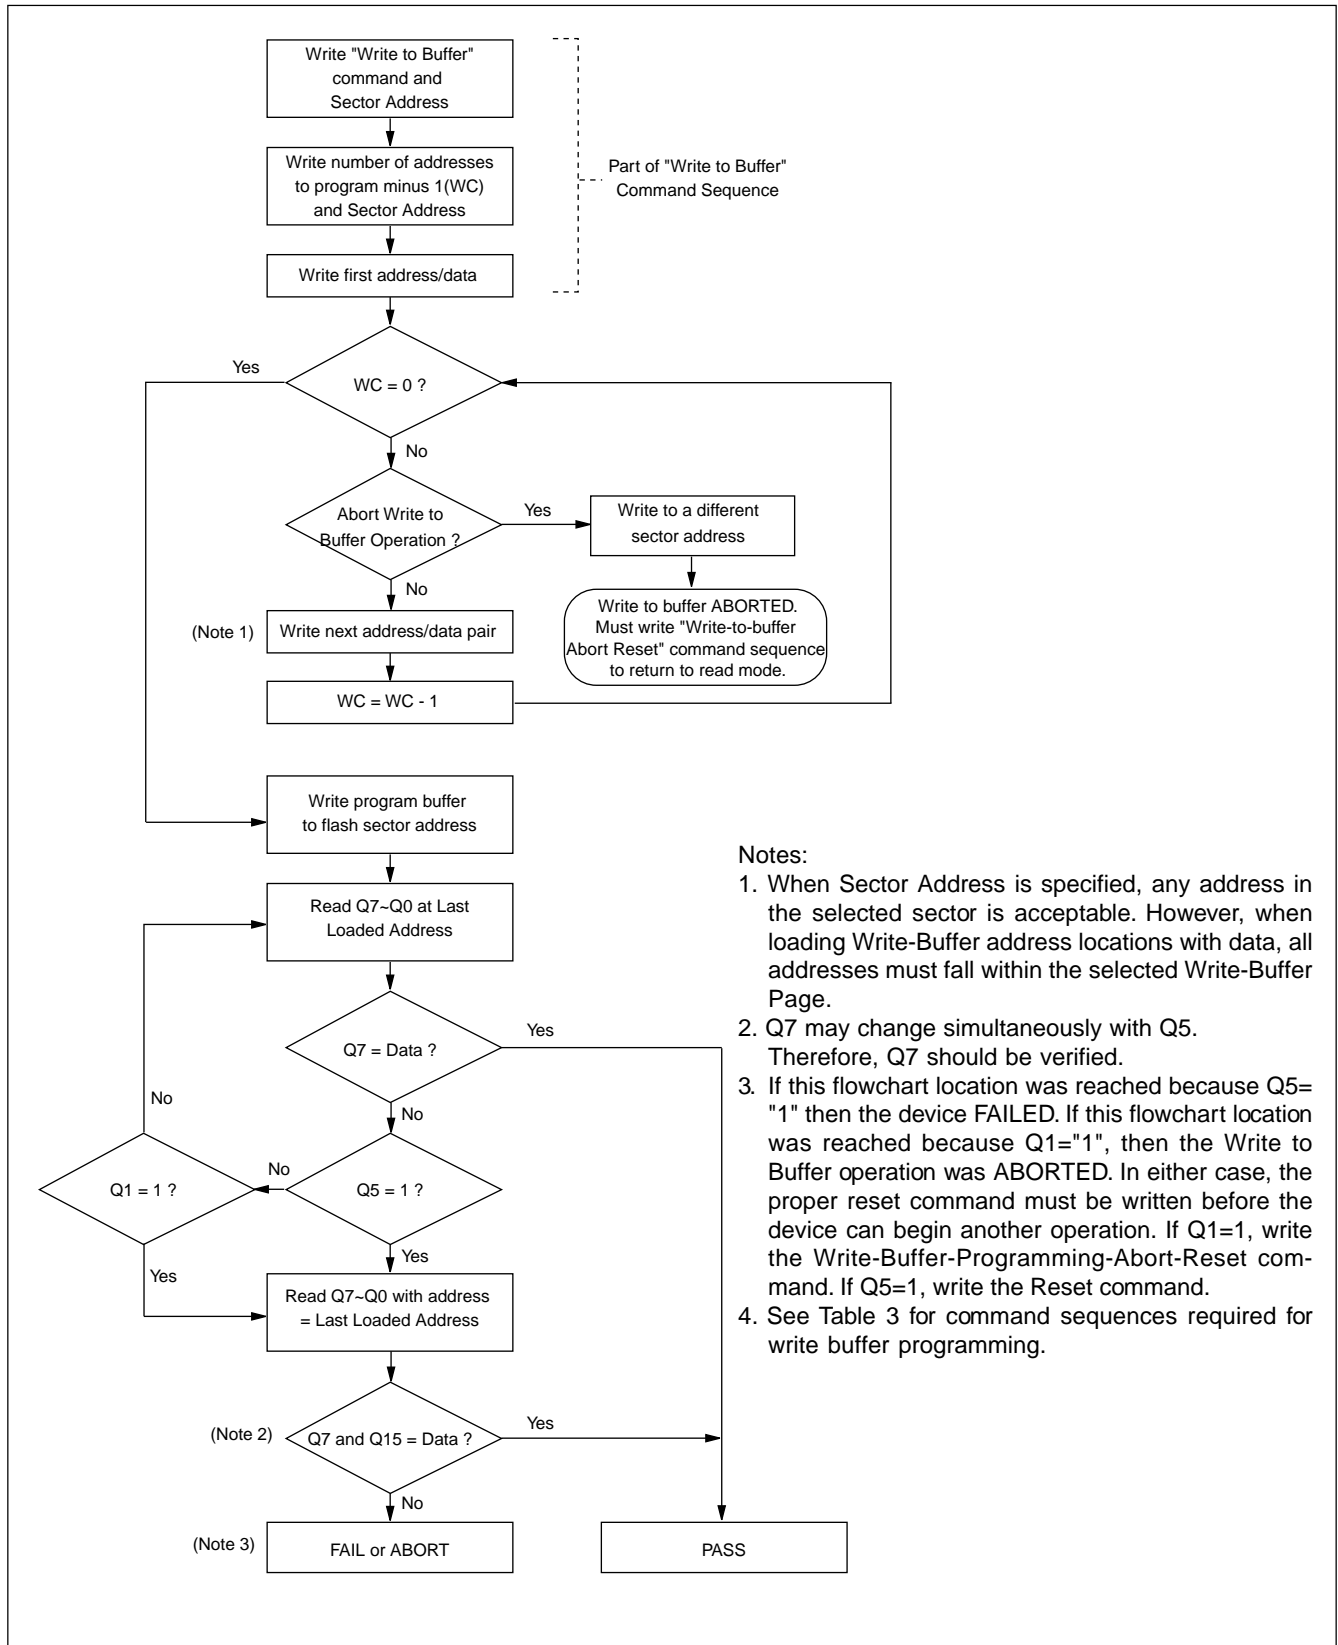 Write "Write to Buffer"
command and
Sector Address
Write number of addresses
to program minus 1(WC)
and Sector Address
Part of "Write to Buffer"
Command Sequence
Write first address/data
Yes
WC = 0 ?
No
Abort Write to
Buffer Operation ?
Yes
Write to a different
sector address
No
Write to buffer ABORTED.
Must write "Write-to-buffer
Abort Reset" command sequence
to return to read mode.
(Note 1)
Write next address/data pair
WC = WC - 1
Write program buffer
to flash sector address
Read Q7~Q0 at Last
Loaded Address
Q7 = Data ?
Yes
No
No
Q1 = 1 ?
No
Q5 = 1 ?
Yes
Yes
Read Q7~Q0 with address
= Last Loaded Address
(Note 2)
Q7 and Q15 = Data ?
Yes
No
(Note 3)
FAIL or ABORT
PASS
Notes:
1. When Sector Address is specified, any address in
the selected sector is acceptable. However, when
loading Write-Buffer address locations with data, all
addresses must fall within the selected Write-Buffer
Page.
2. Q7 may change simultaneously with Q5.
Therefore, Q7 should be verified.
3. If this flowchart location was reached because Q5=
"1" then the device FAILED. If this flowchart location
was reached because Q1="1", then the Write to
Buffer operation was ABORTED. In either case, the
proper reset command must be written before the
device can begin another operation. If Q1=1, write
the Write-Buffer-Programming-Abort-Reset com-
mand. If Q5=1, write the Reset command.
4. See Table 3 for command sequences required for
write buffer programming.